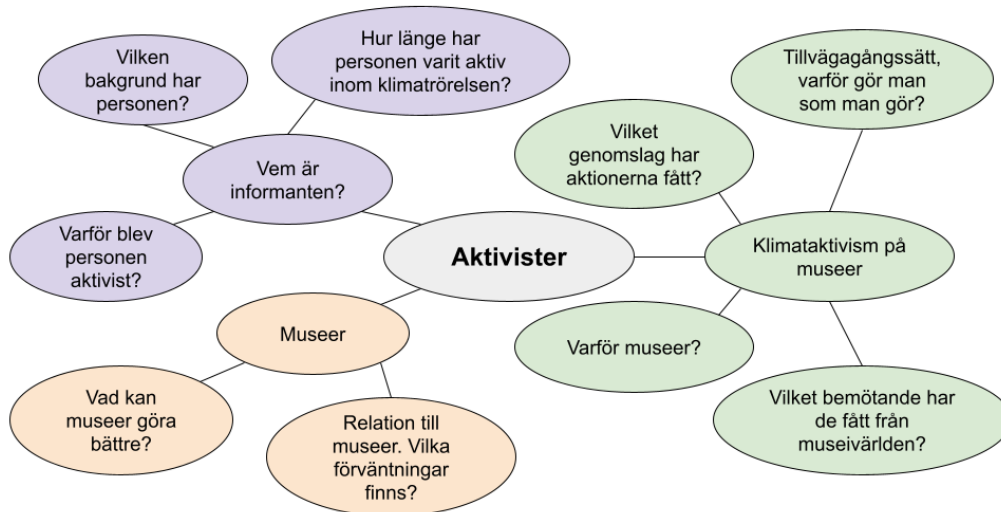 Vilken
bakgrund har
personen?
Hur länge har
personen varit aktiv
inom klimatrörelsen?
Vem är
informanten?
Varför blev
personen
aktivist?
Aktivister
Museer
Vad kan
museer göra
bättre?
Relation till
museer. Vilka
förväntningar
finns?
Tillvägagångssätt,
varför gör man
som man gör?
Vilket
genomslag har
aktionerna fått?
Klimataktivism på
museer
Varför museer?
Vilket bemötande har
de fått från
museivärlden?